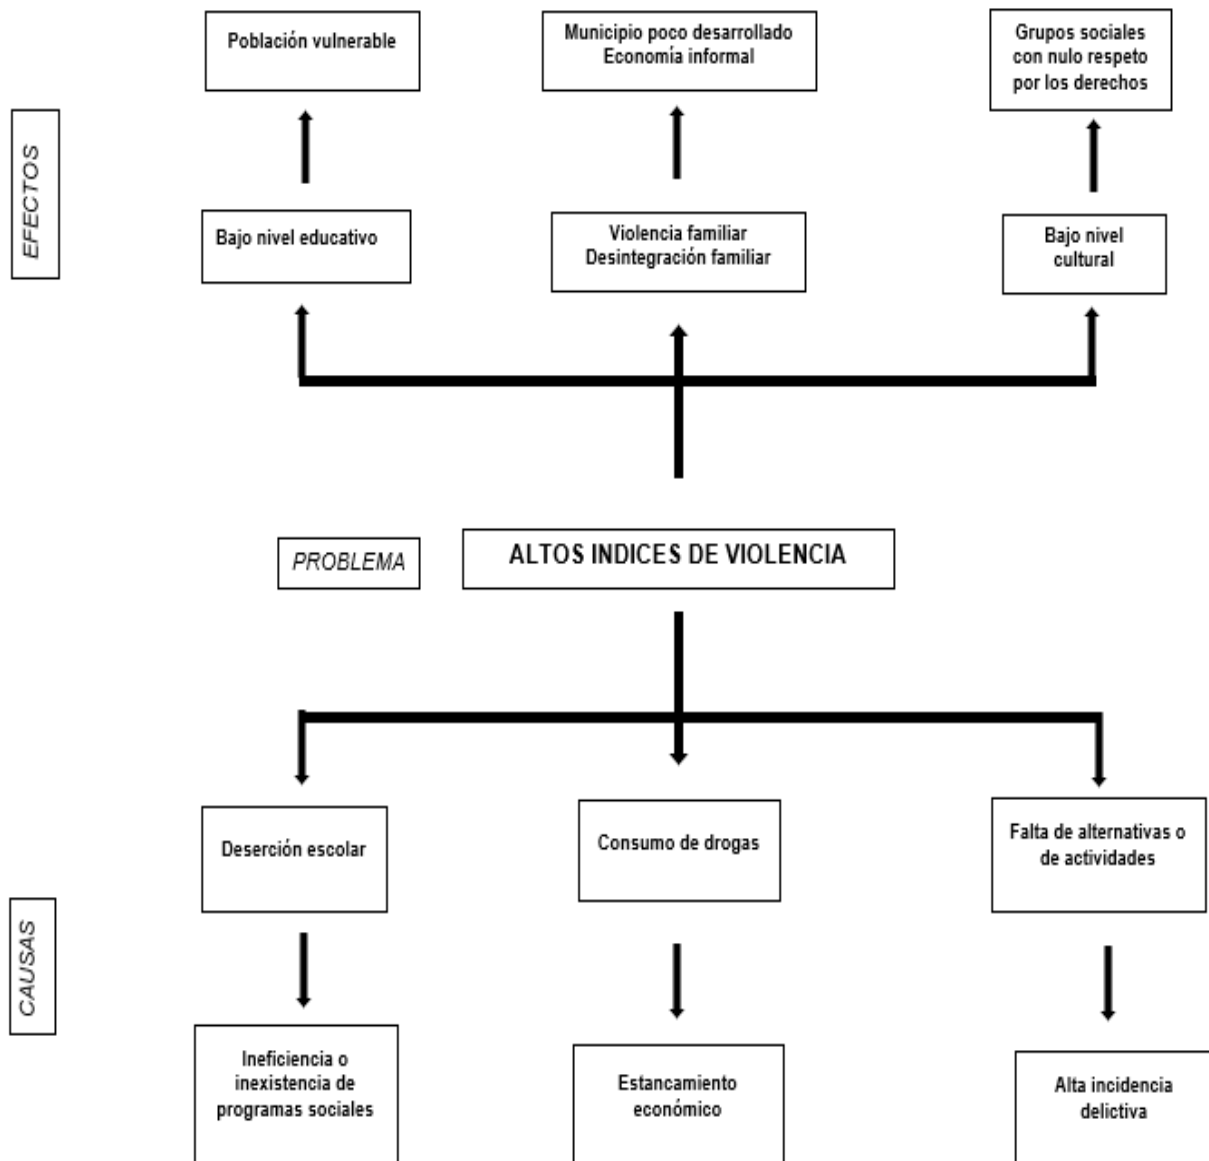 Población vulnerable
Municipio poco desarrollado
Economía informal
Grupos sociales
con nulo respeto
por los derechos
EFECTOS
Bajo nivel educativo
Violencia familiar
Desintegración familiar
Bajo nivel
cultural
PROBLEMA
ALTOS INDICES DE VIOLENCIA
Deserción escolar
Consumo de drogas
Falta de alternativas o
de actividades
CAUSAS
Ineficiencia o
inexistencia de
programas sociales
Estancamiento
económico
Alta incidencia
delictiva